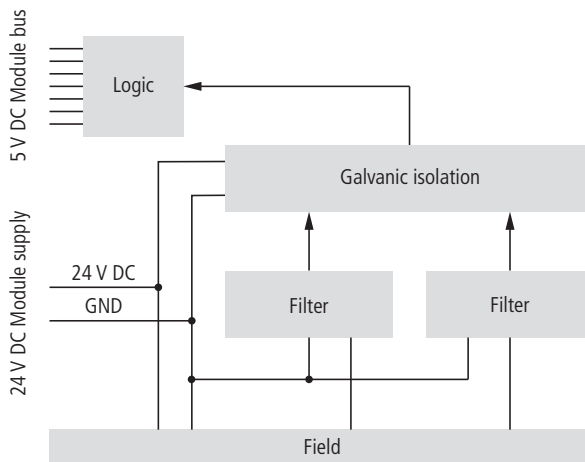 5 V DC Module bus
Logic
Galvanic isolation
24 V DC Module supply
24 V DC
GND
Filter
Filter
Field